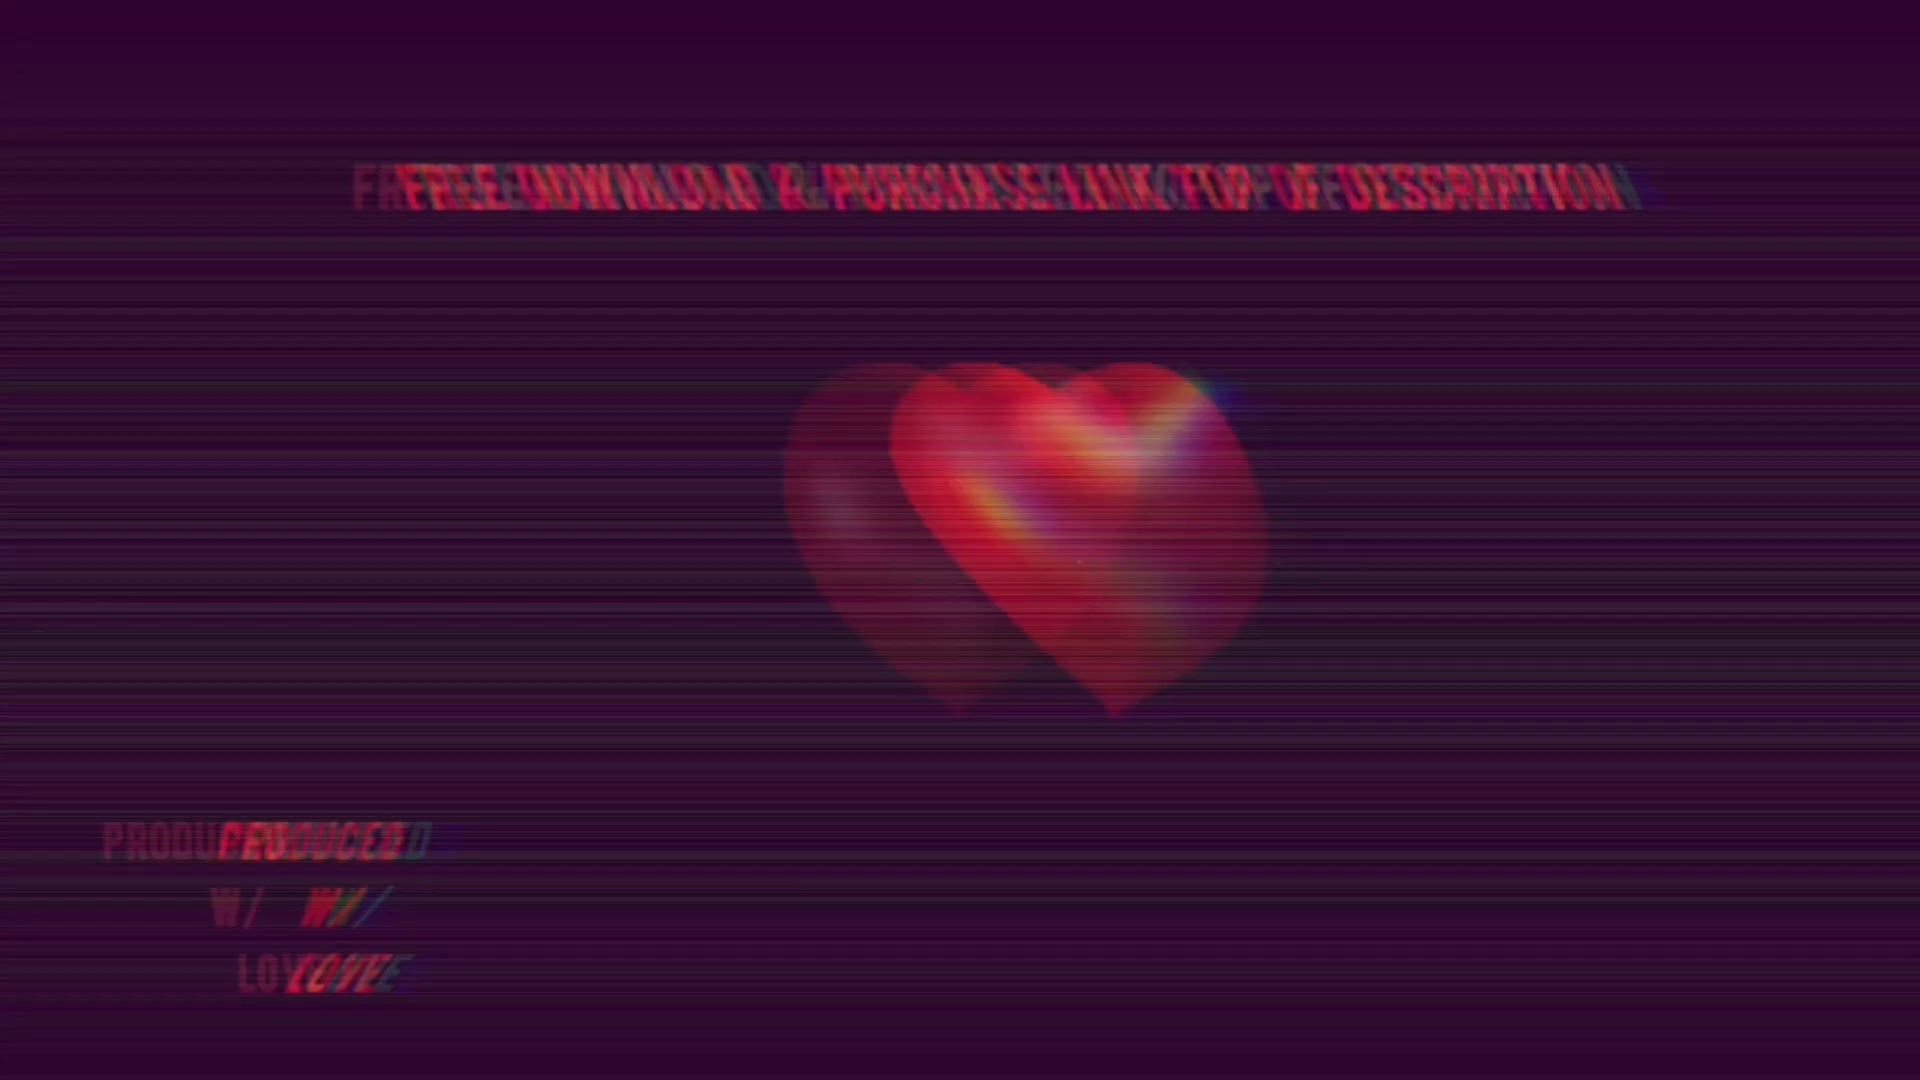 FREE DOWNLOAD & PURCHASE LINK TOP OF DESCRIPTION
PRODUCED
W/
LOVE